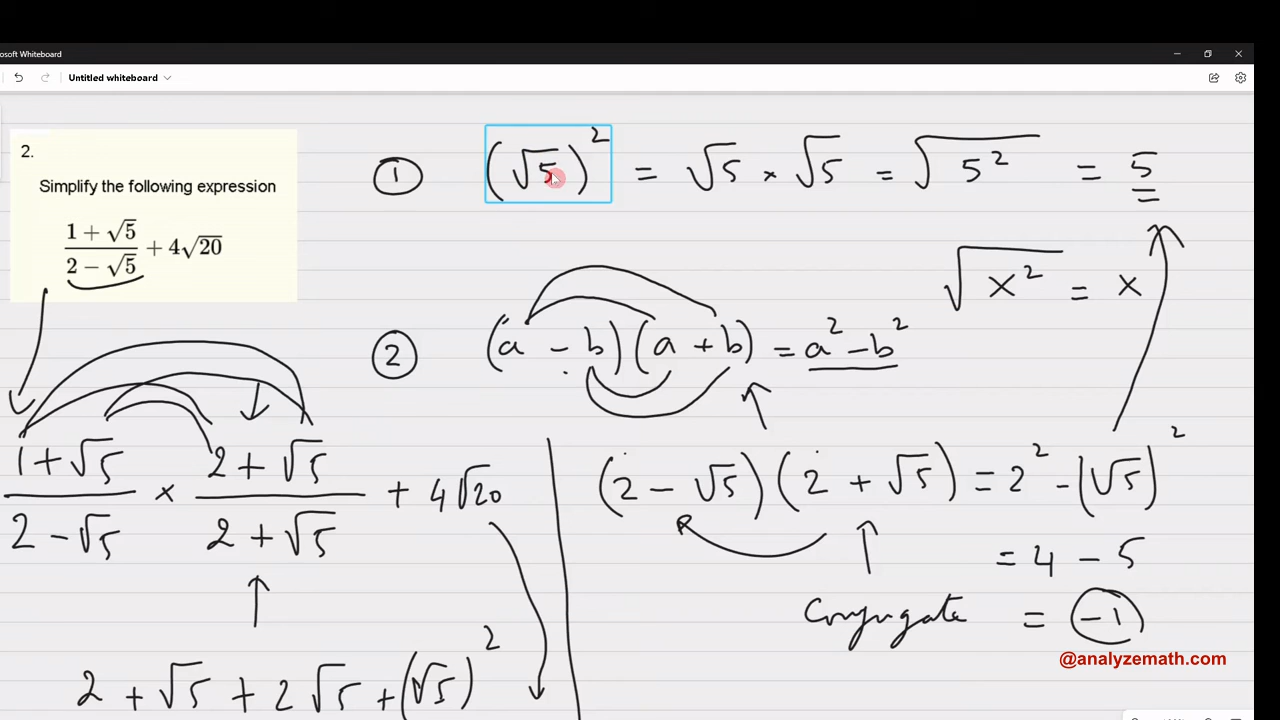 osoft Whiteboard
Untitled whiteboard
2.
Simplify the following expression
(1 + √5)/(2 − √5) + 4√20
① (√5)² = √5 × √5 = √5² = 5
√x² = x
② (a − b)(a + b) = a² − b²
(1 + √5)/(2 − √5) × (2 + √5)/(2 + √5) + 4√20
(2 − √5)(2 + √5) = 2² − (√5)²
= 4 − 5
Conjugate = −1
@analyzemath.com
2 + √5 + 2√5 + (√5)²